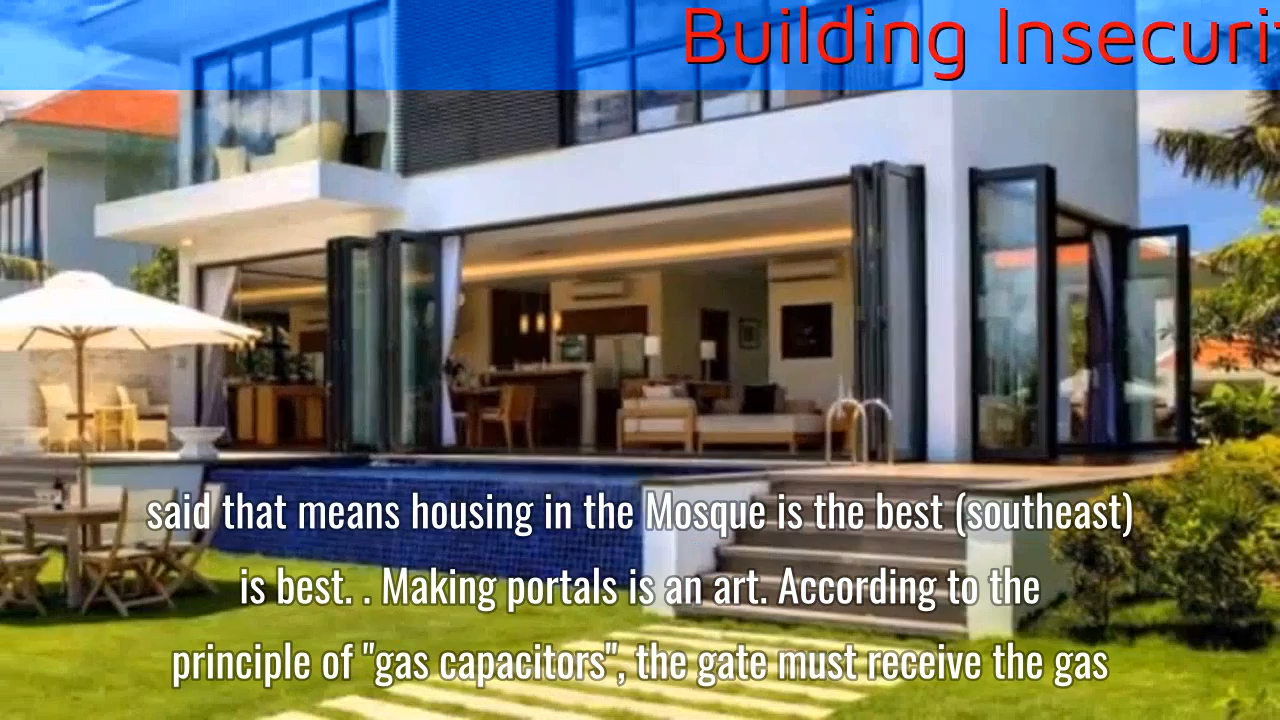 Building Insecuri
said that means housing in the Mosque is the best (southeast)
is best. . Making portals is an art. According to the
principle of "gas capacitors", the gate must receive the gas